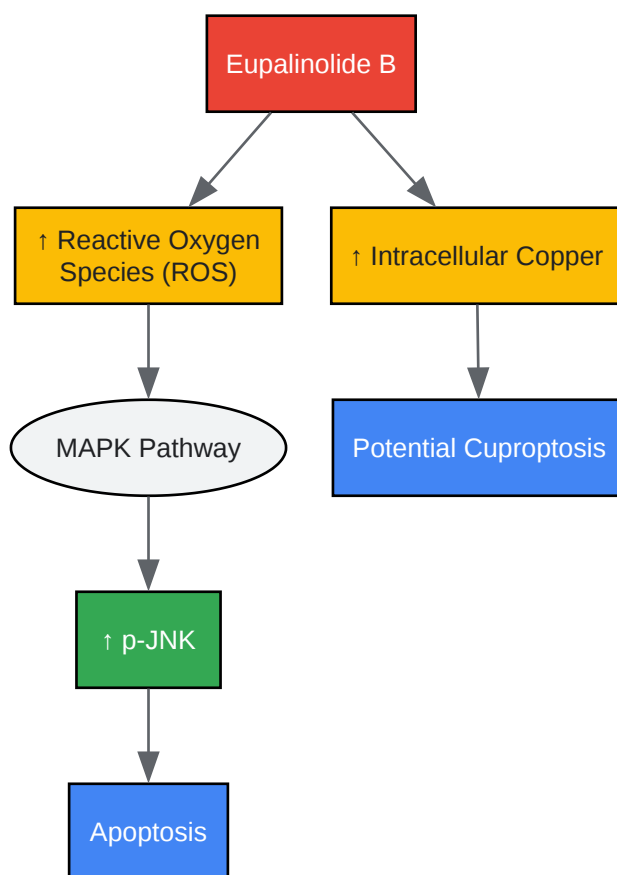 Eupalinolide B
↑ Reactive Oxygen
Species (ROS)
↑ Intracellular Copper
MAPK Pathway
Potential Cuproptosis
↑ p-JNK
Apoptosis